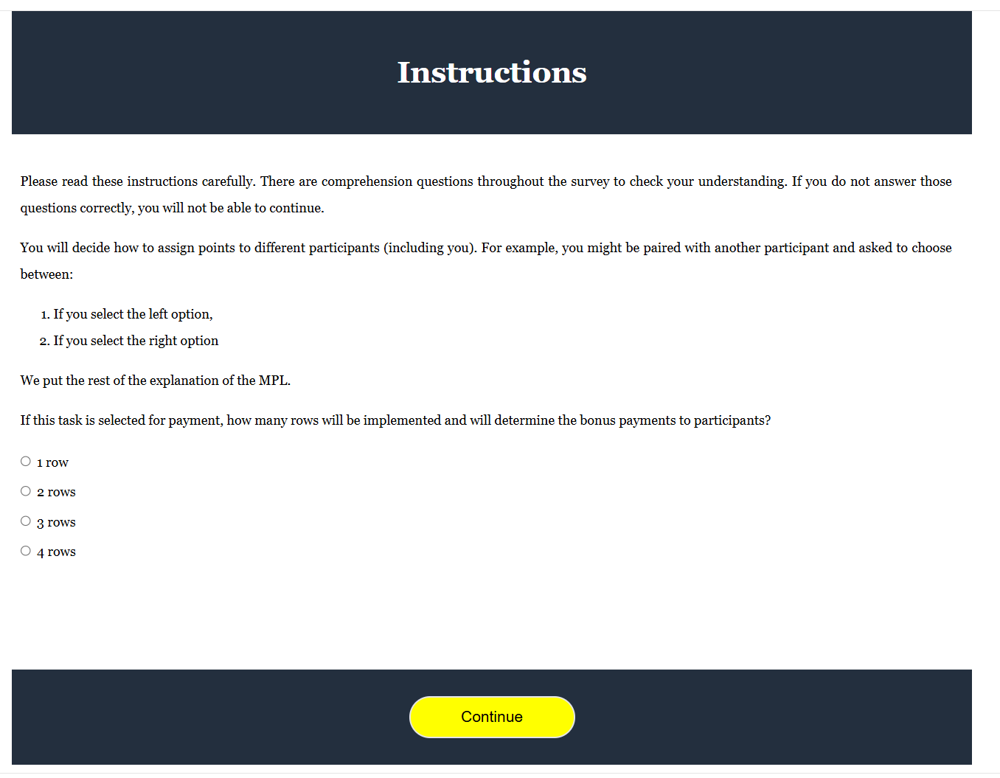 Instructions
Please read these instructions carefully. There are comprehension questions throughout the survey to check your understanding. If you do not answer those
questions correctly, you will not be able to continue.
You will decide how to assign points to different participants (including you). For example, you might be paired with another participant and asked to choose
between:
1. If you select the left option,
2. If you select the right option
We put the rest of the explanation of the MPL.
If this task is selected for payment, how many rows will be implemented and will determine the bonus payments to participants?
1 row
2 rows
3 rows
4 rows
Continue